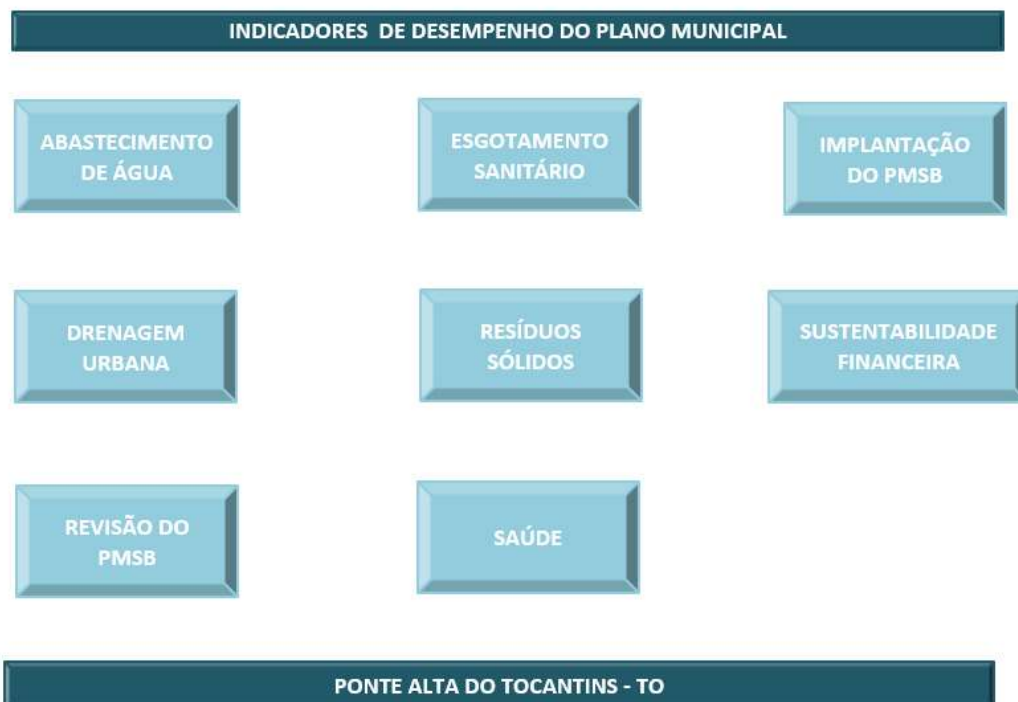 INDICADORES DE DESEMPENHO DO PLANO MUNICIPAL
ABASTECIMENTO
DE ÁGUA
ESGOTAMENTO
SANITÁRIO
IMPLANTAÇÃO
DO PMSB
DRENAGEM
URBANA
RESÍDUOS
SÓLIDOS
SUSTENTABILIDADE
FINANCEIRA
REVISÃO DO
PMSB
SAÚDE
PONTE ALTA DO TOCANTINS - TO